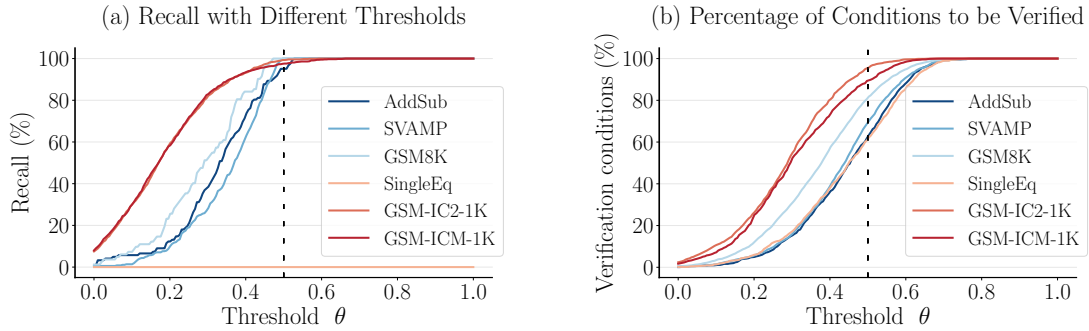 (a) Recall with Different Thresholds
Recall (%)
100
80
60
40
20
0
0.0 0.2 0.4 0.6 0.8 1.0
Threshold θ
AddSub
SVAMP
GSM8K
SingleEq
GSM-IC2-1K
GSM-ICM-1K
(b) Percentage of Conditions to be Verified
Verification conditions (%)
100
80
60
40
20
0
0.0 0.2 0.4 0.6 0.8 1.0
Threshold θ
AddSub
SVAMP
GSM8K
SingleEq
GSM-IC2-1K
GSM-ICM-1K